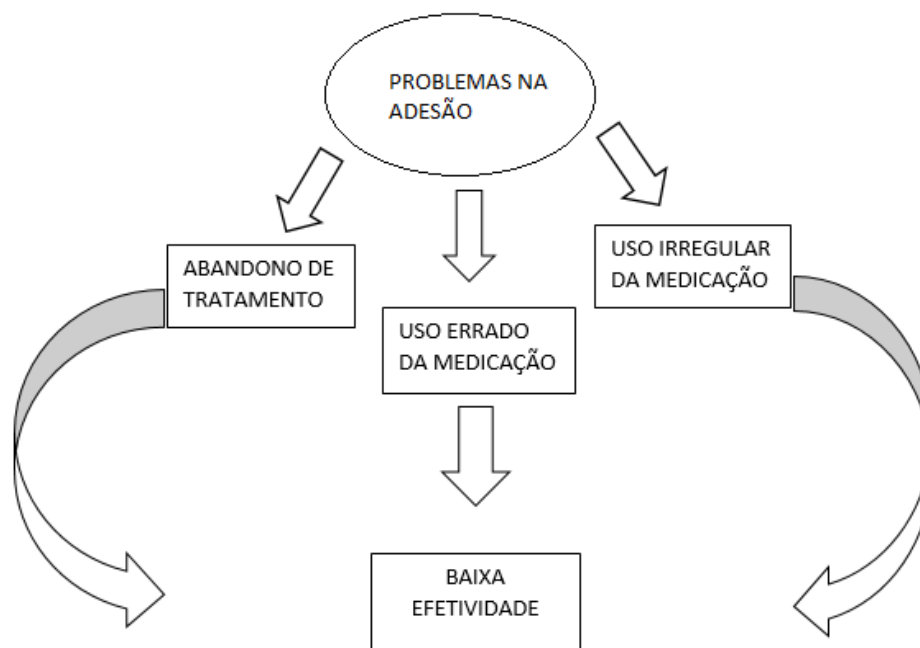 PROBLEMAS NA
ADESÃO
ABANDONO DE
TRATAMENTO
USO ERRADO
DA MEDICAÇÃO
USO IRREGULAR
DA MEDICAÇÃO
BAIXA
EFETIVIDADE